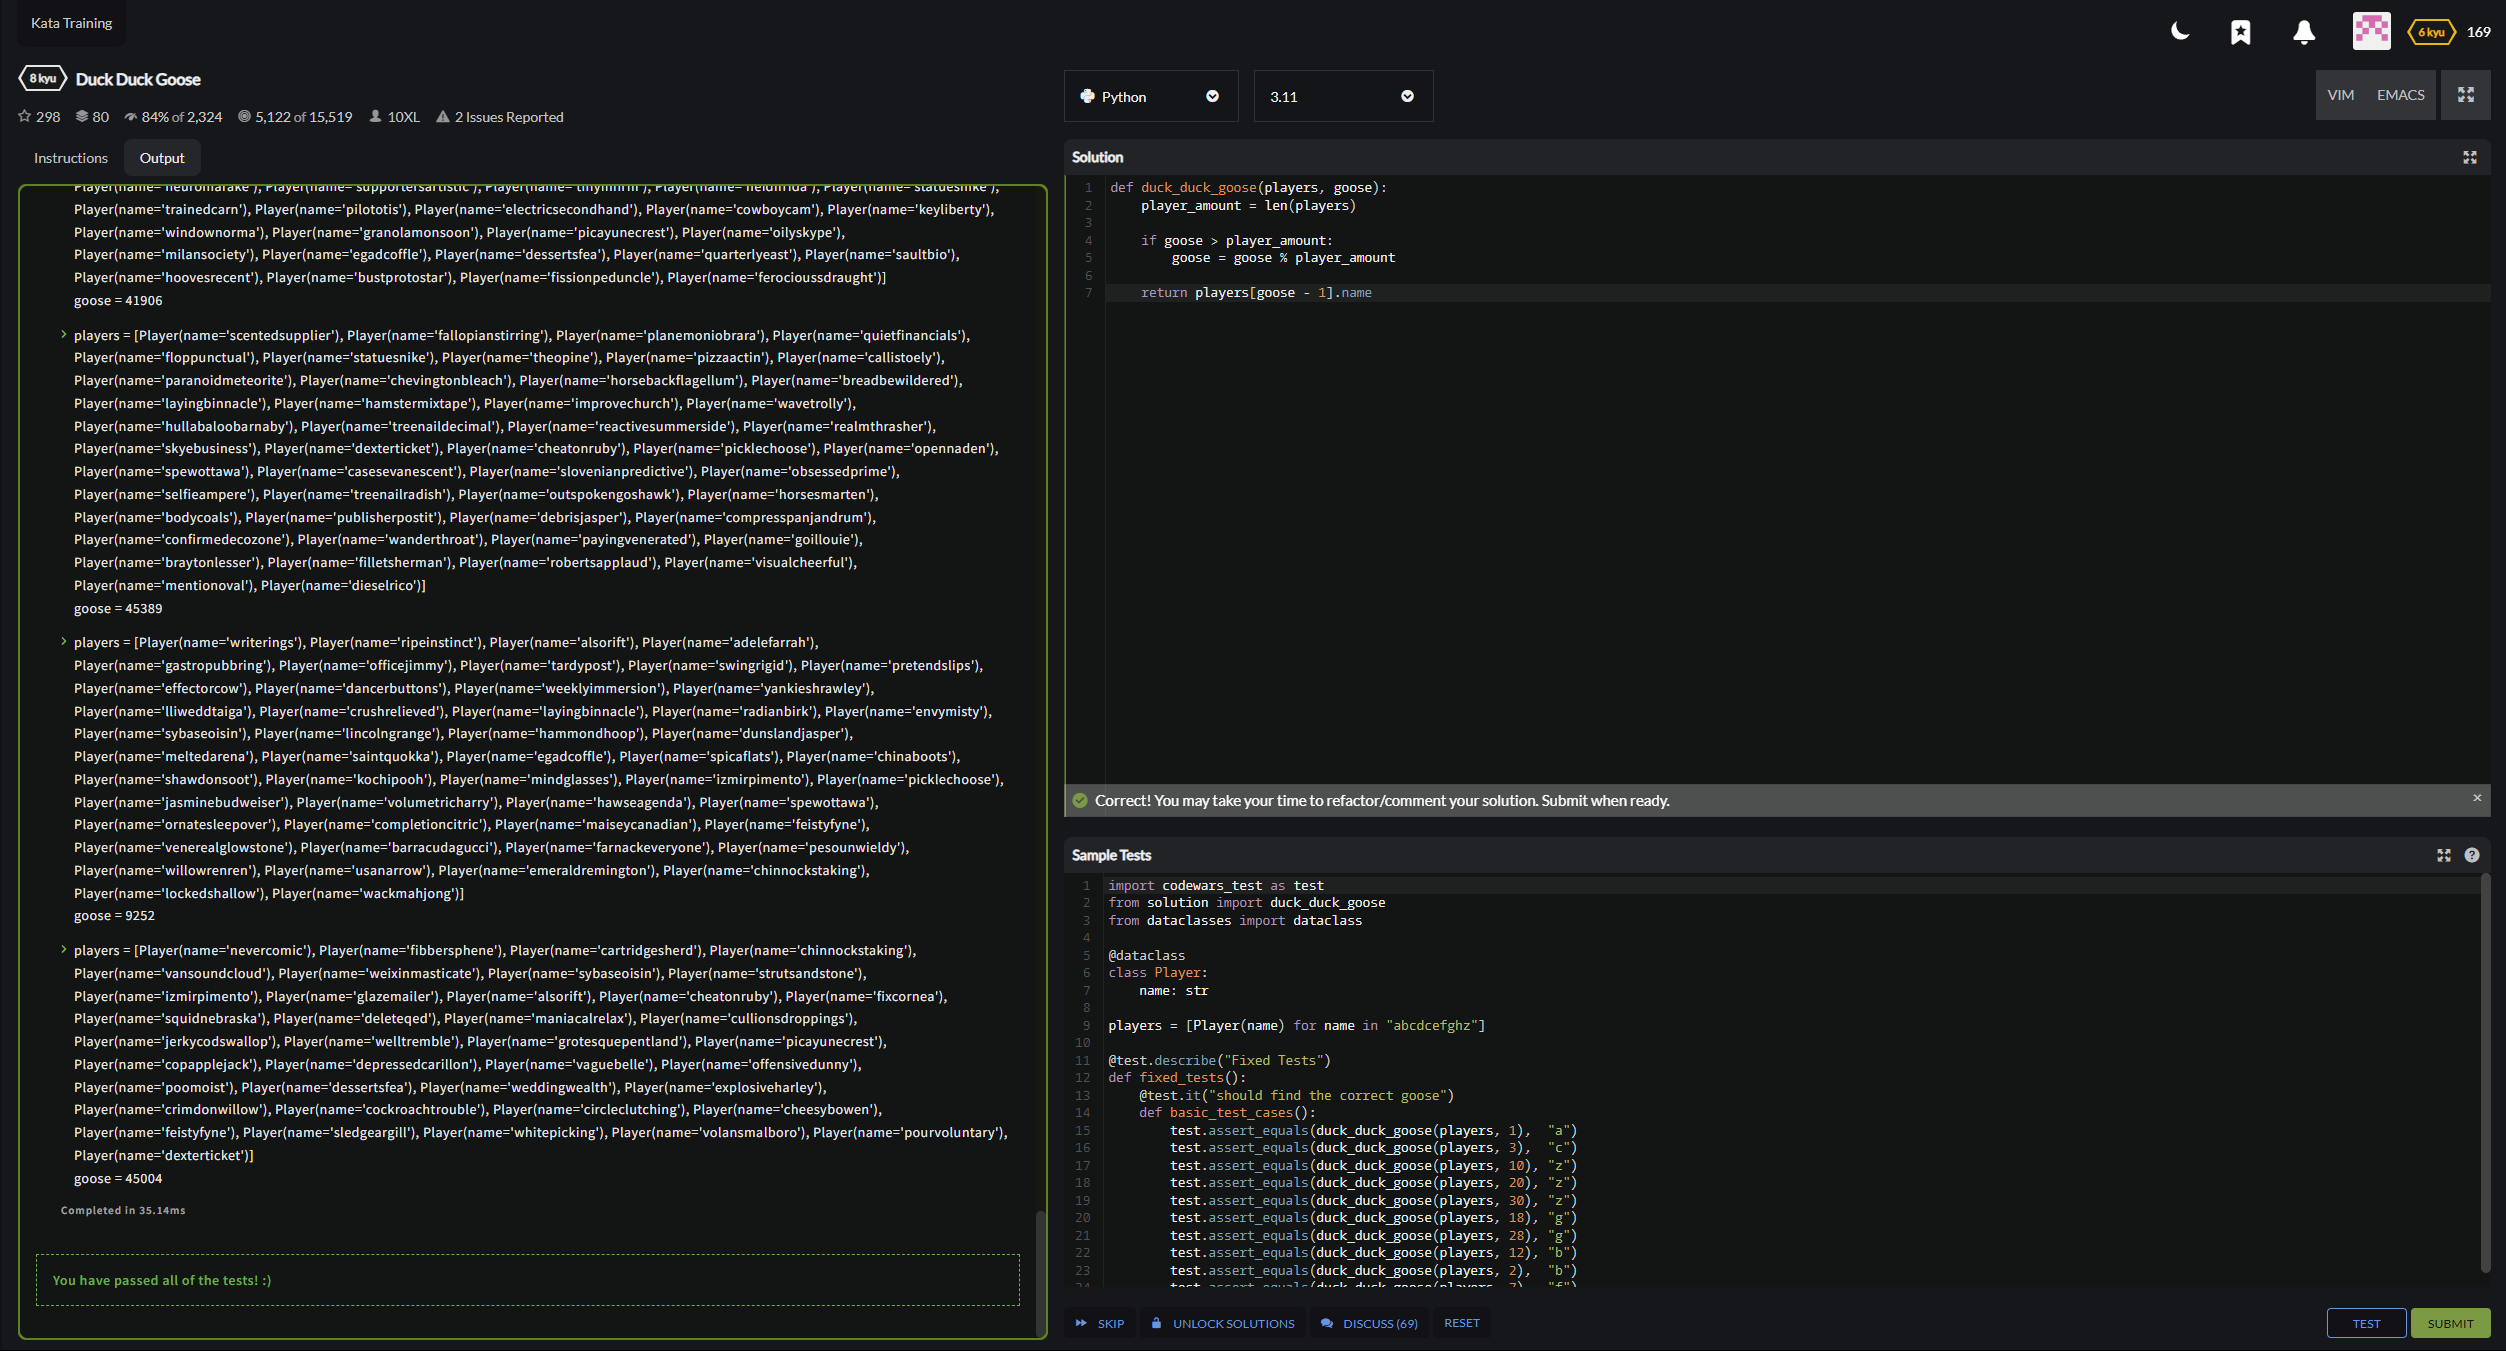 Kata Training
6 kyu 169
8 kyu Duck Duck Goose
298 80 84% of 2,324 5,122 of 15,519 10XL 2 Issues Reported
Instructions Output
Player(name='neuromarake'), Player(name='supportersartistic'), Player(name='tinyminrin'), Player(name='heidifrida'), Player(name='statuesnike'),
Player(name='trainedcarn'), Player(name='pilototis'), Player(name='electricsecondhand'), Player(name='cowboycam'), Player(name='keyliberty'),
Player(name='windownorma'), Player(name='granolamonsoon'), Player(name='picayunecrest'), Player(name='oilyskype'),
Player(name='milansociety'), Player(name='egadcoffle'), Player(name='dessertsfea'), Player(name='quarterlyeast'), Player(name='saultbio'),
Player(name='hoovesrecent'), Player(name='bustprotostar'), Player(name='fissionpeduncle'), Player(name='ferocioussdraught')]
goose = 41906
players = [Player(name='scentedsupplier'), Player(name='fallopianstirring'), Player(name='planemoniobrara'), Player(name='quietfinancials'),
Player(name='floppunctual'), Player(name='statuesnike'), Player(name='theopine'), Player(name='pizzaactin'), Player(name='callistoely'),
Player(name='paranoidmeteorite'), Player(name='chevingtonbleach'), Player(name='horsebackflagellum'), Player(name='breadbewildered'),
Player(name='layingbinnacle'), Player(name='hamstermixtape'), Player(name='improvechurch'), Player(name='wavetrolly'),
Player(name='hullabaloobarnaby'), Player(name='treenaildecimal'), Player(name='reactivesummerside'), Player(name='realmthrasher'),
Player(name='skyebusiness'), Player(name='dexterticket'), Player(name='cheatonruby'), Player(name='picklechoose'), Player(name='opennaden'),
Player(name='spewottawa'), Player(name='casesevanescent'), Player(name='slovenianpredictive'), Player(name='obsessedprime'),
Player(name='selfieampere'), Player(name='treenailradish'), Player(name='outspokengoshawk'), Player(name='horsesmarten'),
Player(name='bodycoals'), Player(name='publisherpostit'), Player(name='debrisjasper'), Player(name='compresspanjandrum'),
Player(name='confirmedecozone'), Player(name='wanderthroat'), Player(name='payingvenerated'), Player(name='goillouie'),
Player(name='braytonlesser'), Player(name='filletsherman'), Player(name='robertsapplaud'), Player(name='visualcheerful'),
Player(name='mentionoval'), Player(name='dieselrico')]
goose = 45389
players = [Player(name='writerings'), Player(name='ripeinstinct'), Player(name='alsorift'), Player(name='adelefarrah'),
Player(name='gastropubbring'), Player(name='officejimmy'), Player(name='tardypost'), Player(name='swingrigid'), Player(name='pretendslips'),
Player(name='effectorcow'), Player(name='dancerbuttons'), Player(name='weeklyimmersion'), Player(name='yankieshrawley'),
Player(name='lliweddtaiga'), Player(name='crushrelieved'), Player(name='layingbinnacle'), Player(name='radianbirk'), Player(name='envymisty'),
Player(name='sybaseoisin'), Player(name='lincolngrange'), Player(name='hammondhoop'), Player(name='dunslandjasper'),
Player(name='meltedarena'), Player(name='saintquokka'), Player(name='egadcoffle'), Player(name='spicaflats'), Player(name='chinaboots'),
Player(name='shawdonsoot'), Player(name='kochipooh'), Player(name='mindglasses'), Player(name='izmirpimento'), Player(name='picklechoose'),
Player(name='jasminebudweiser'), Player(name='volumetricharry'), Player(name='hawseagenda'), Player(name='spewottawa'),
Player(name='ornatesleepover'), Player(name='completioncitric'), Player(name='maiseycanadian'), Player(name='feistyfyne'),
Player(name='venerealglowstone'), Player(name='barracudagucci'), Player(name='farnackeveryone'), Player(name='pesounwieldy'),
Player(name='willowrenren'), Player(name='usanarrow'), Player(name='emeraldremington'), Player(name='chinnockstaking'),
Player(name='lockedshallow'), Player(name='wackmahjong')]
goose = 9252
players = [Player(name='nevercomic'), Player(name='fibbersphene'), Player(name='cartridgesherd'), Player(name='chinnockstaking'),
Player(name='vansoundcloud'), Player(name='weixinmasticate'), Player(name='sybaseoisin'), Player(name='strutsandstone'),
Player(name='izmirpimento'), Player(name='glazemailer'), Player(name='alsorift'), Player(name='cheatonruby'), Player(name='fixcornea'),
Player(name='squidnebraska'), Player(name='deleteqed'), Player(name='maniacalrelax'), Player(name='cullionsdroppings'),
Player(name='jerkycodswallop'), Player(name='welltremble'), Player(name='grotesquepentland'), Player(name='picayunecrest'),
Player(name='copapplejack'), Player(name='depressedcarillon'), Player(name='vaguebelle'), Player(name='offensivedunny'),
Player(name='poomoist'), Player(name='dessertsfea'), Player(name='weddingwealth'), Player(name='explosiveharley'),
Player(name='crimdonwillow'), Player(name='cockroachtrouble'), Player(name='circleclutching'), Player(name='cheesybowen'),
Player(name='feistyfyne'), Player(name='sledgeargill'), Player(name='whitepicking'), Player(name='volansmalboro'), Player(name='pourvoluntary'),
Player(name='dexterticket')]
goose = 45004
Completed in 35.14ms
You have passed all of the tests! :)
Python 3.11 VIM EMACS
Solution
1 def duck_duck_goose(players, goose):
2 player_amount = len(players)
3
4 if goose > player_amount:
5 goose = goose % player_amount
6
7 return players[goose - 1].name
Correct! You may take your time to refactor/comment your solution. Submit when ready.
Sample Tests
1 import codewars_test as test
2 from solution import duck_duck_goose
3 from dataclasses import dataclass
4
5 @dataclass
6 class Player:
7 name: str
8
9 players = [Player(name) for name in "abcdcefghz"]
10
11 @test.describe("Fixed Tests")
12 def fixed_tests():
13 @test.it("should find the correct goose")
14 def basic_test_cases():
15 test.assert_equals(duck_duck_goose(players, 1), "a")
16 test.assert_equals(duck_duck_goose(players, 3), "c")
17 test.assert_equals(duck_duck_goose(players, 10), "z")
18 test.assert_equals(duck_duck_goose(players, 20), "z")
19 test.assert_equals(duck_duck_goose(players, 30), "z")
20 test.assert_equals(duck_duck_goose(players, 18), "g")
21 test.assert_equals(duck_duck_goose(players, 28), "g")
22 test.assert_equals(duck_duck_goose(players, 12), "b")
23 test.assert_equals(duck_duck_goose(players, 2), "b")
24 test.assert_equals(duck_duck_goose(players, 7), "f")
SKIP UNLOCK SOLUTIONS DISCUSS (69) RESET TEST SUBMIT